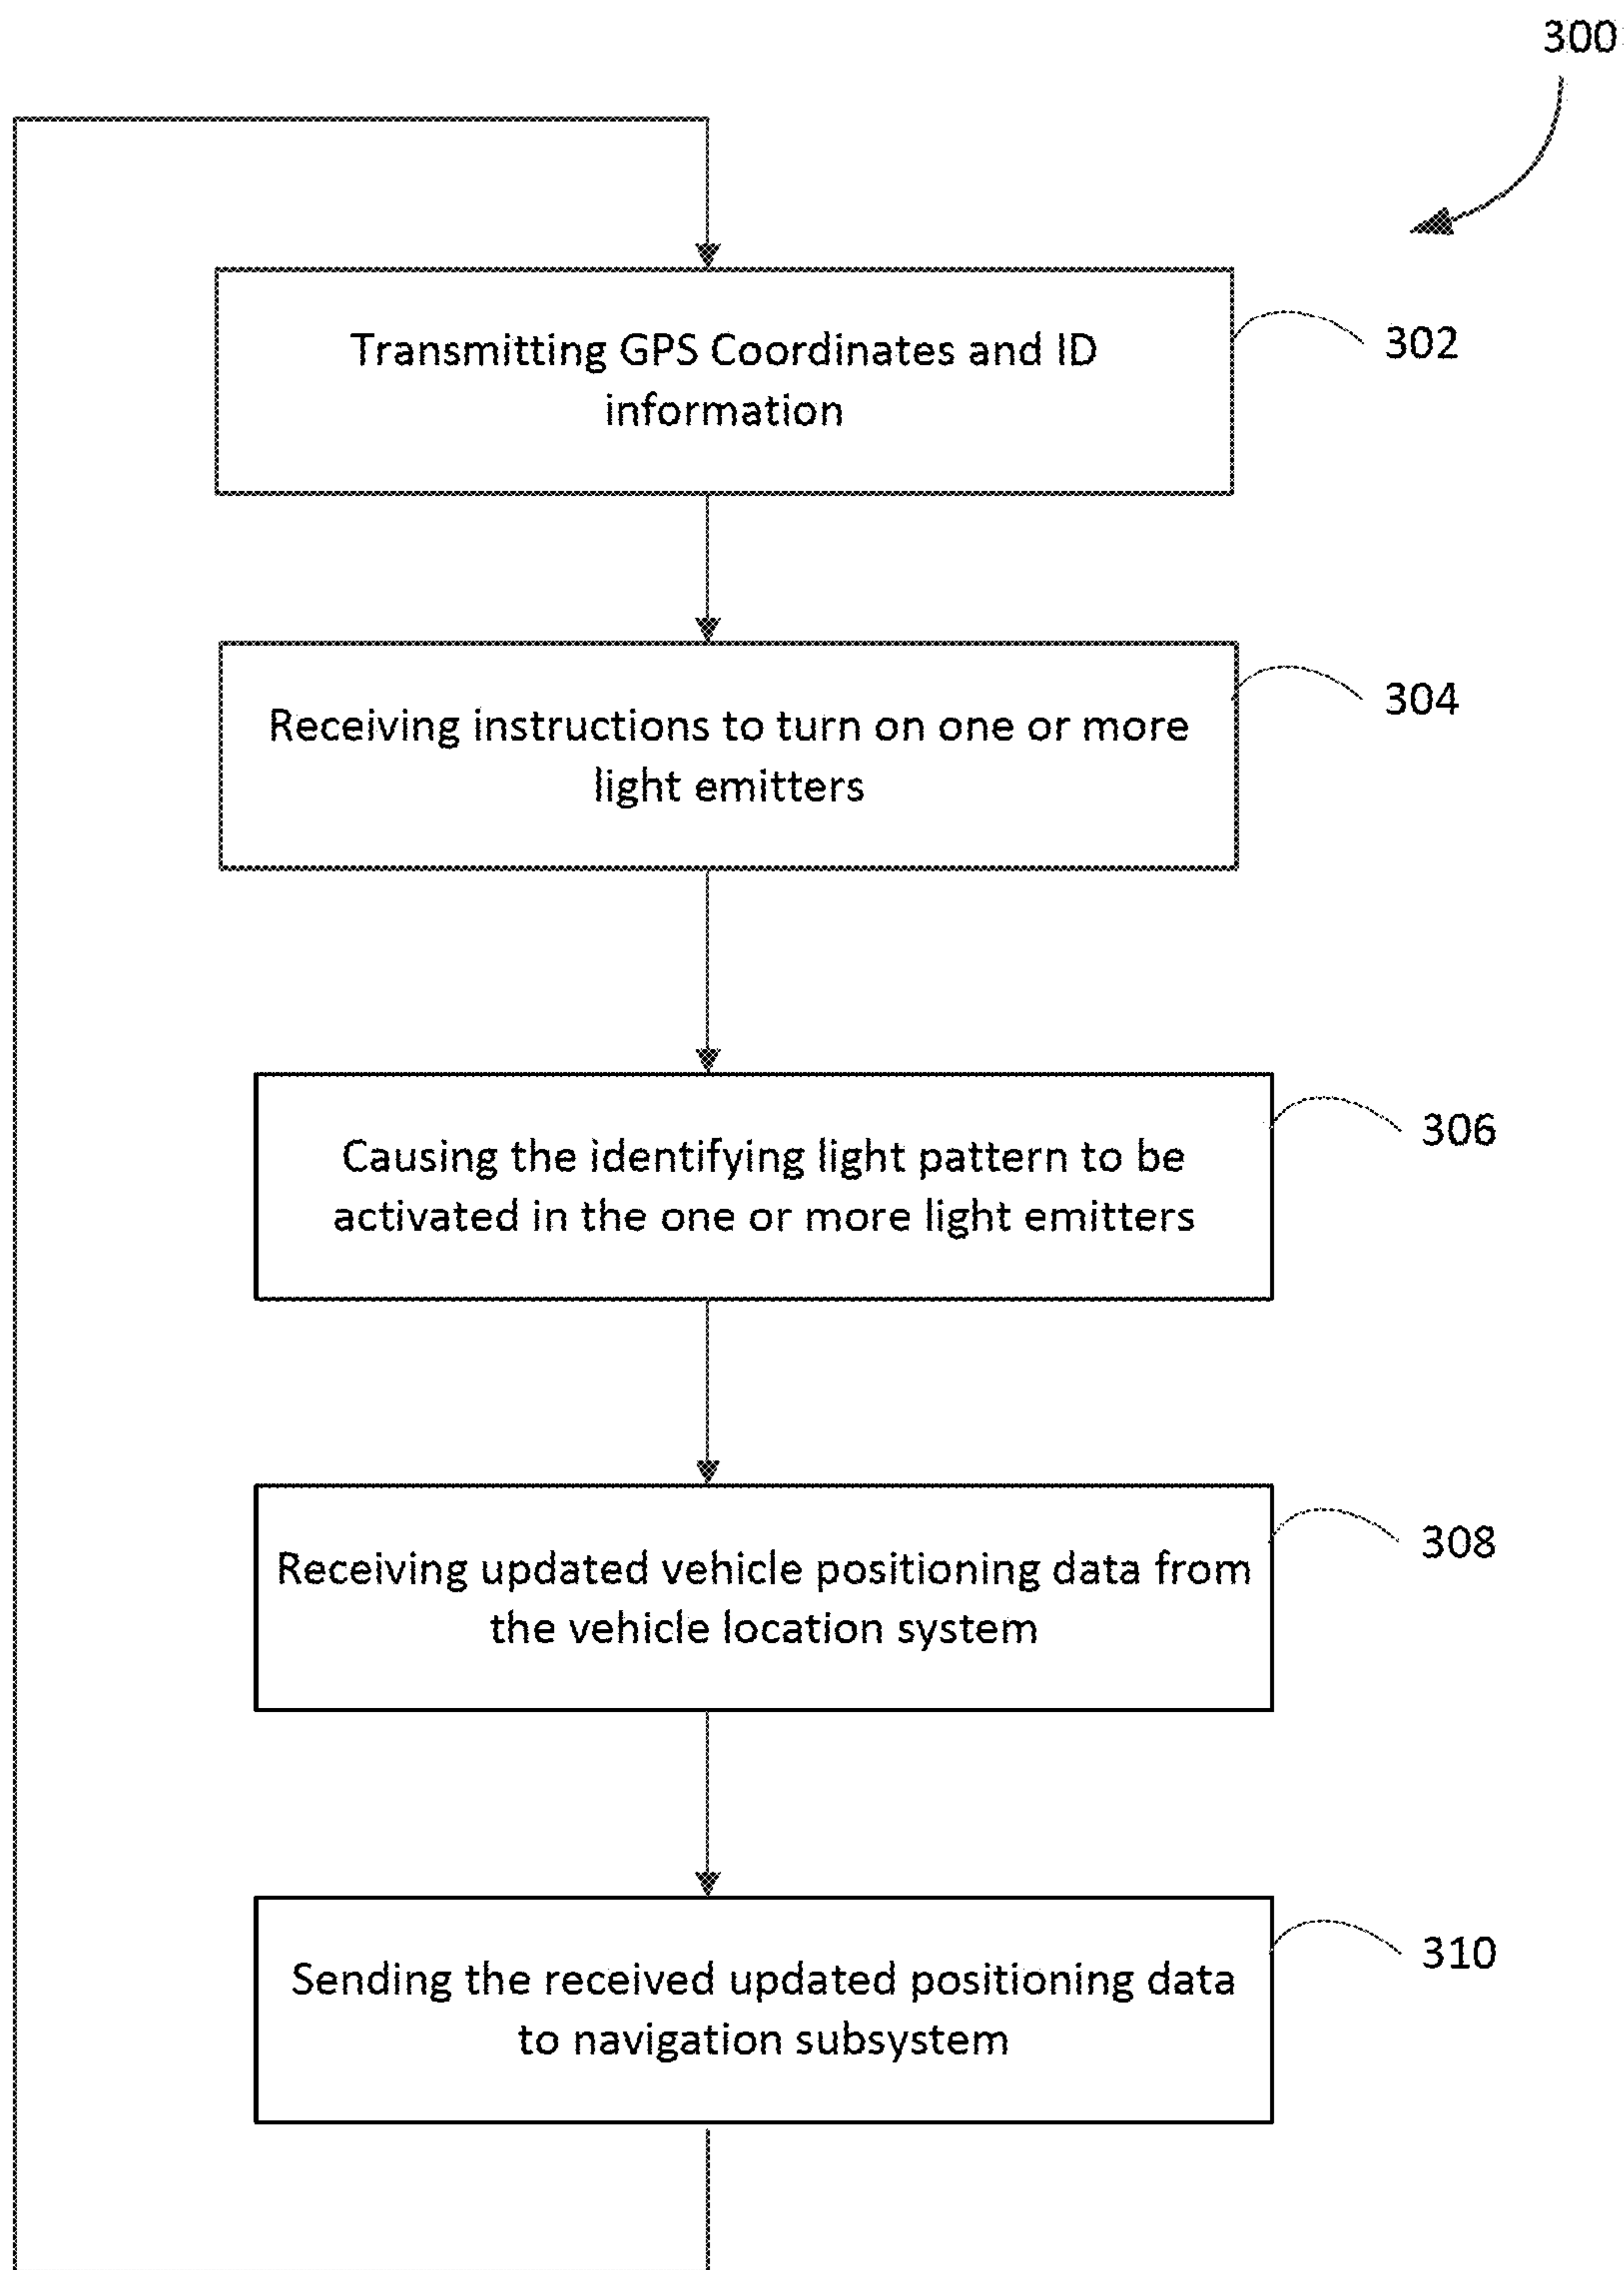 300
Transmitting GPS Coordinates and ID
information
302
Receiving instructions to turn on one or more
light emitters
304
Causing the identifying light pattern to be
activated in the one or more light emitters
306
Receiving updated vehicle positioning data from
the vehicle location system
308
Sending the received updated positioning data
to navigation subsystem
310